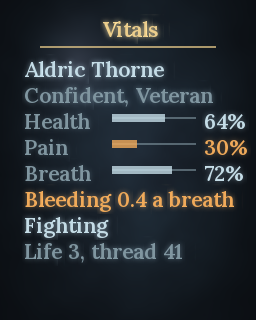 Vitals
Aldric Thorne
Confident, Veteran
Health 64%
Pain 30%
Breath 72%
Bleeding 0.4 a breath
Fighting
Life 3, thread 41